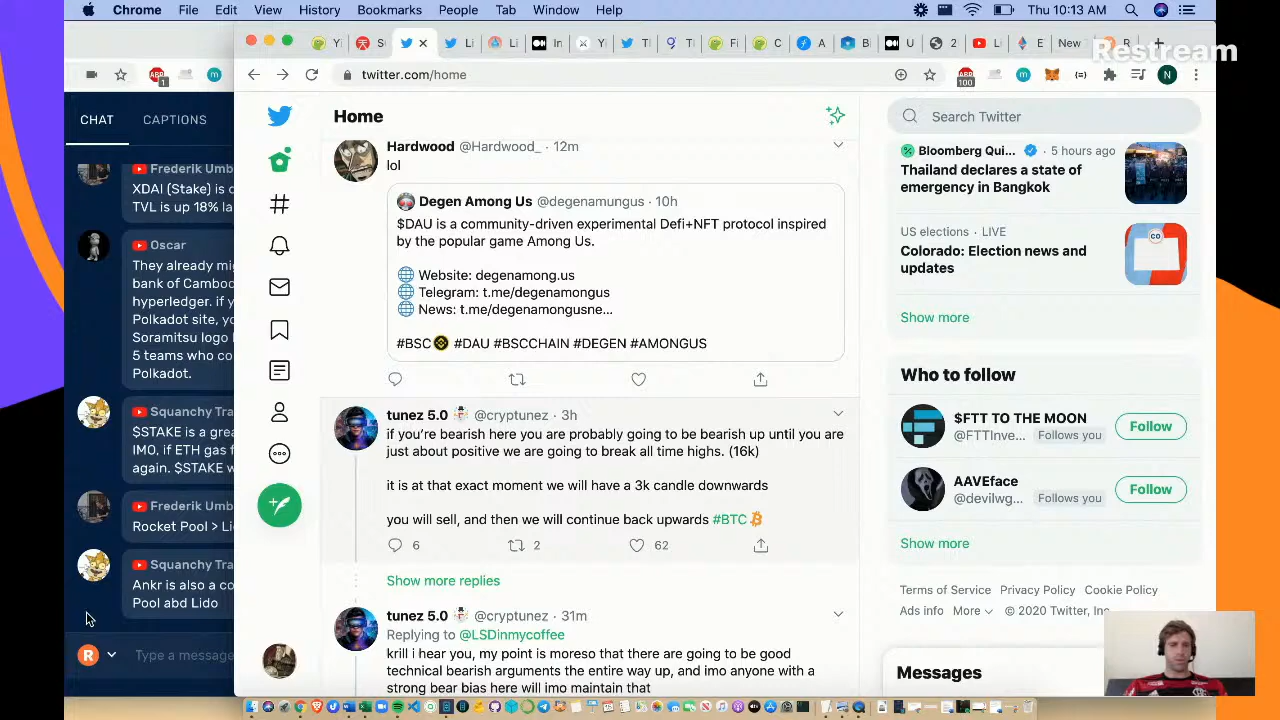 Chrome File Edit View History Bookmarks People Tab Window Help
Thu 10:13 AM
Restream
twitter.com/home
1
100
N
CHAT CAPTIONS
Frederik Umb
XDAI (Stake) is
TVL is up 18% la
Oscar
They already mi
bank of Cambod
hyperledger. if y
Polkadot site, yo
Soramitsu logo
5 teams who co
Polkadot.
Squanchy Tra
$STAKE is a grea
IMO, if ETH gas f
again. $STAKE w
Frederik Umb
Rocket Pool > Li
Squanchy Tra
Ankr is also a co
Pool abd Lido
R
Type a message
Home
Hardwood @Hardwood_ · 12m
lol
Degen Among Us @degenamungus · 10h
$DAU is a community-driven experimental Defi+NFT protocol inspired
by the popular game Among Us.
Website: degenamong.us
Telegram: t.me/degenamongus
News: t.me/degenamongusne...
#BSC #DAU #BSCCHAIN #DEGEN #AMONGUS
tunez 5.0 @cryptunez · 3h
if you're bearish here you are probably going to be bearish up until you are
just about positive we are going to break all time highs. (16k)
it is at that exact moment we will have a 3k candle downwards
you will sell, and then we will continue back upwards #BTC
6 2 62
Show more replies
tunez 5.0 @cryptunez · 31m
Replying to @LSDinmycoffee
krill i hear you my point is moreso that there are going to be good
technical bearish arguments the entire way up, and imo anyone with a
strong bear bias here will imo maintain that
Search Twitter
Bloomberg Qui... · 5 hours ago
Thailand declares a state of
emergency in Bangkok
US elections · LIVE
Colorado: Election news and
updates
CO
Show more
Who to follow
$FTT TO THE MOON
@FTTInve... Follows you
Follow
AAVEface
@devilwg... Follows you
Follow
Show more
Terms of Service Privacy Policy Cookie Policy
Ads info More © 2020 Twitter, Inc.
Messages